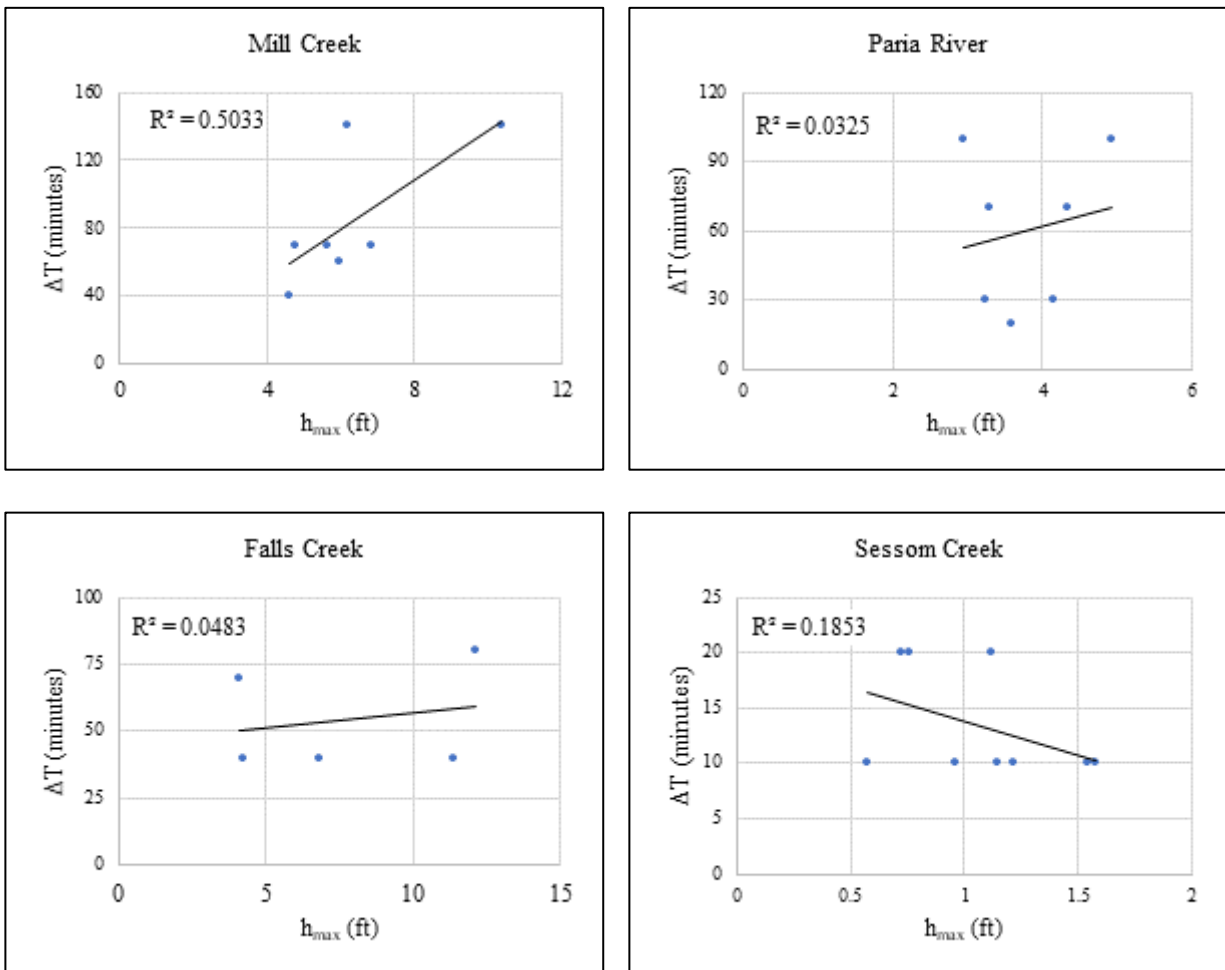 Mill Creek
R² = 0.5033
ΔT (minutes)
160
120
80
40
0
0 4 8 12
hmax (ft)
Paria River
R² = 0.0325
ΔT (minutes)
120
90
60
30
0
0 2 4 6
hmax (ft)
Falls Creek
R² = 0.0483
ΔT (minutes)
100
75
50
25
0
0 5 10 15
hmax (ft)
Sessom Creek
R² = 0.1853
ΔT (minutes)
25
20
15
10
5
0
0 0.5 1 1.5 2
hmax (ft)